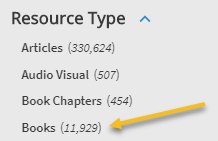 Resource Type
Articles (330,624)
Audio Visual (507)
Book Chapters (454)
Books (11,929)